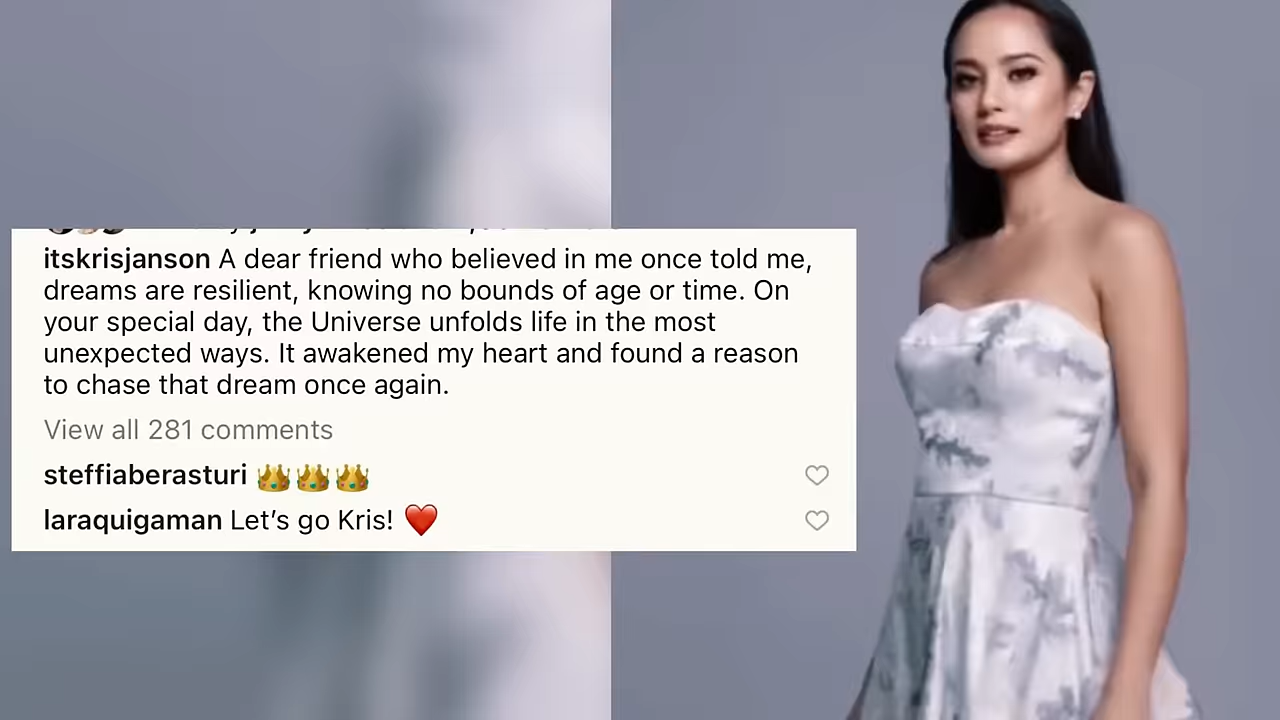 itskrisjanson A dear friend who believed in me once told me,
dreams are resilient, knowing no bounds of age or time. On
your special day, the Universe unfolds life in the most
unexpected ways. It awakened my heart and found a reason
to chase that dream once again.
View all 281 comments
steffiaberasturi 👑👑👑
laraquigaman Let’s go Kris! ❤️